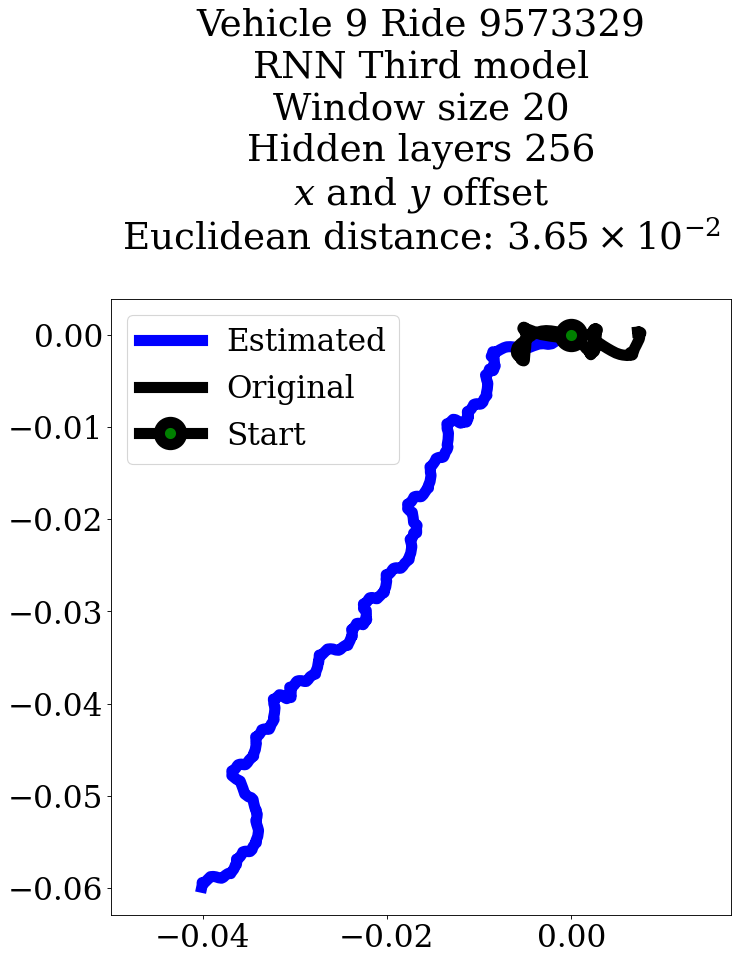 Vehicle 9 Ride 9573329
RNN Third model
Window size 20
Hidden layers 256
x and y offset
Euclidean distance: 3.65 × 10⁻²
Estimated
Original
Start
0.00
−0.01
−0.02
−0.03
−0.04
−0.05
−0.06
−0.04 −0.02 0.00